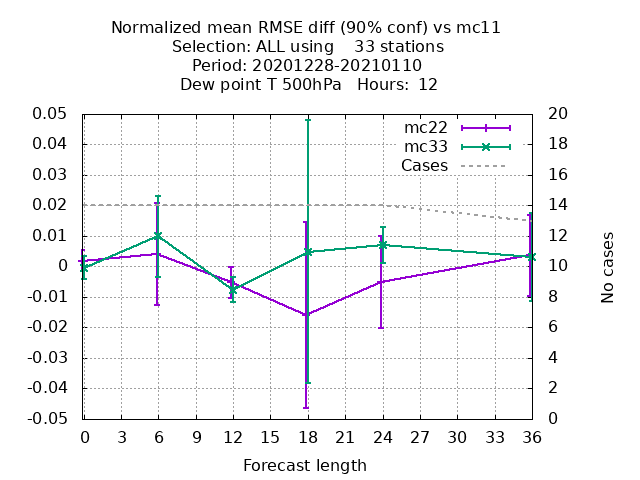 Normalized mean RMSE diff (90% conf) vs mc11
Selection: ALL using    33 stations
Period: 20201228-20210110
Dew point T 500hPa   Hours:  12
0.05
0.04
0.03
0.02
0.01
0
-0.01
-0.02
-0.03
-0.04
-0.05
mc22
mc33
Cases
20
18
16
14
12
10
8
6
4
2
0
No cases
0 3 6 9 12 15 18 21 24 27 30 33 36
Forecast length